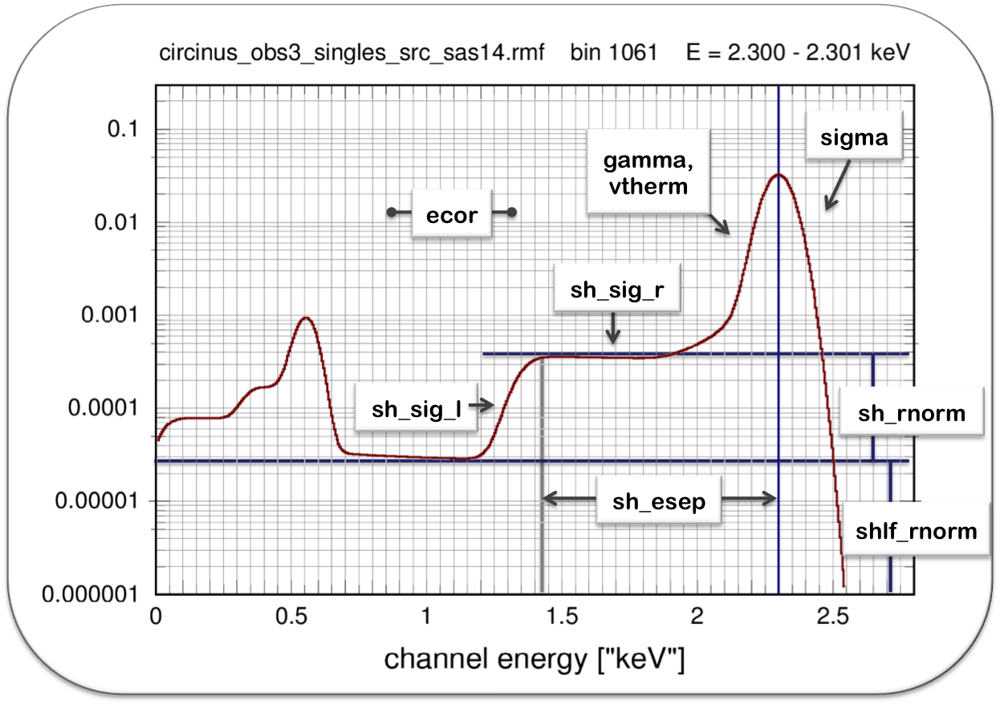 circinus_obs3_singles_src_sas14.rmf bin 1061 E = 2.300 - 2.301 keV
0.1
0.01
0.001
0.0001
0.00001
0.000001
sigma
gamma,
vtherm
ecor
sh_sig_r
sh_sig_l
sh_rnorm
sh_esep
shlf_rnorm
0 0.5 1 1.5 2 2.5
channel energy ["keV"]